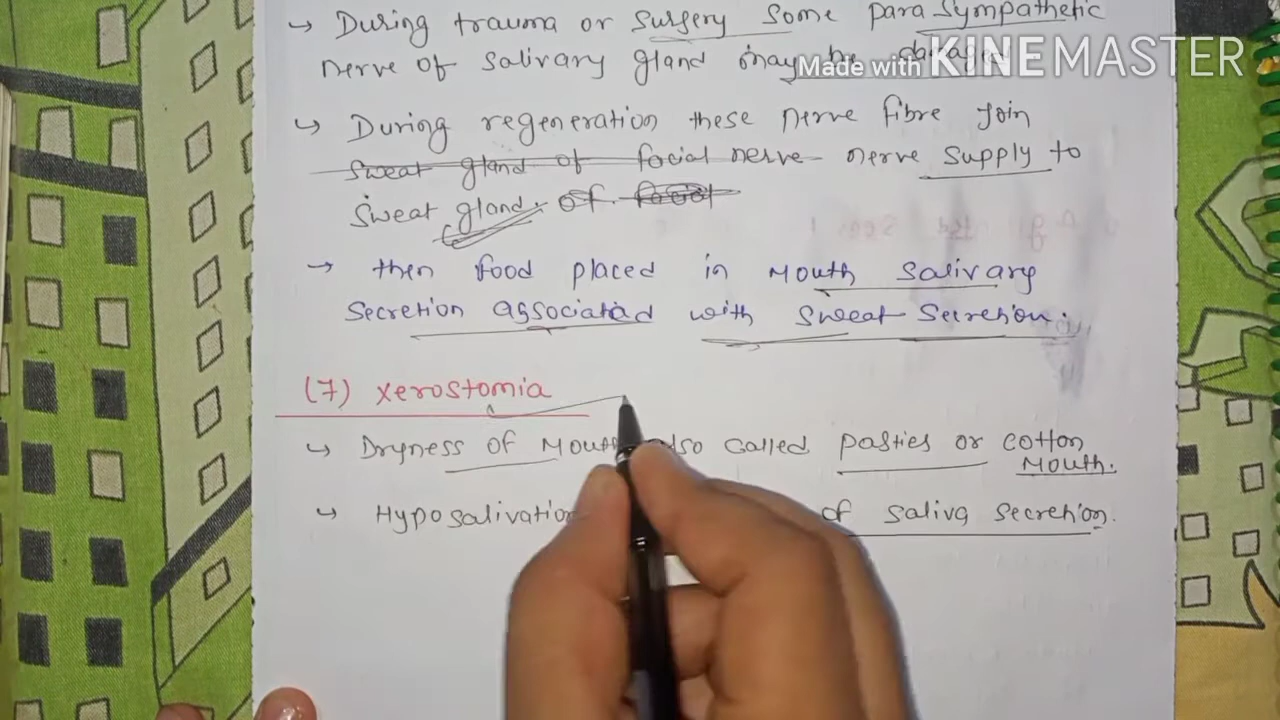 ↳ During trauma or surgery some para sympathetic
nerve of salivary gland may be
Made with KINEMASTER
↳ During regeneration these nerve fibre join
sweat gland of facial nerve nerve supply to
sweat gland. of
→ then food placed in mouth salivary
secretion associated with sweat secretion.
(7) Xerostomia
↳ Dryness of Mouth also called pasties or cotton
Mouth.
↳ Hyposalivation of saliva secretion.